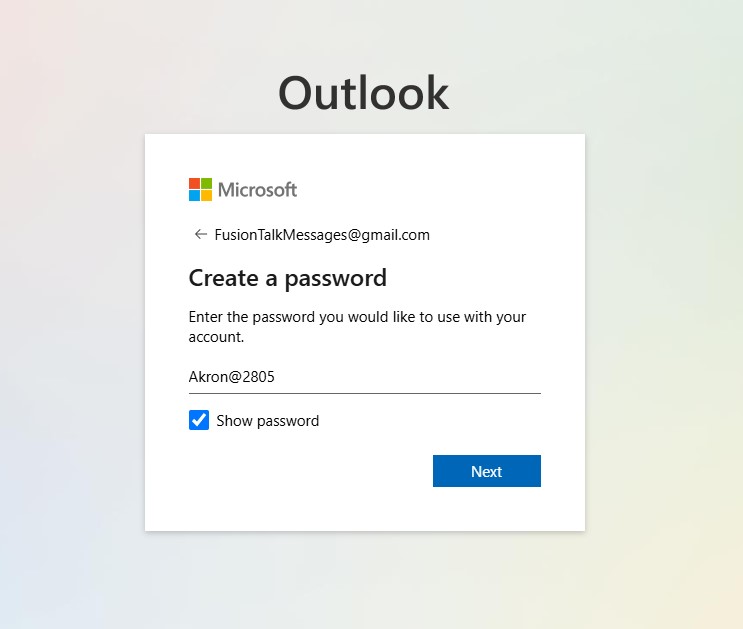 Outlook
Microsoft
← FusionTalkMessages@gmail.com
Create a password
Enter the password you would like to use with your
account.
Akron@2805
Show password
Next